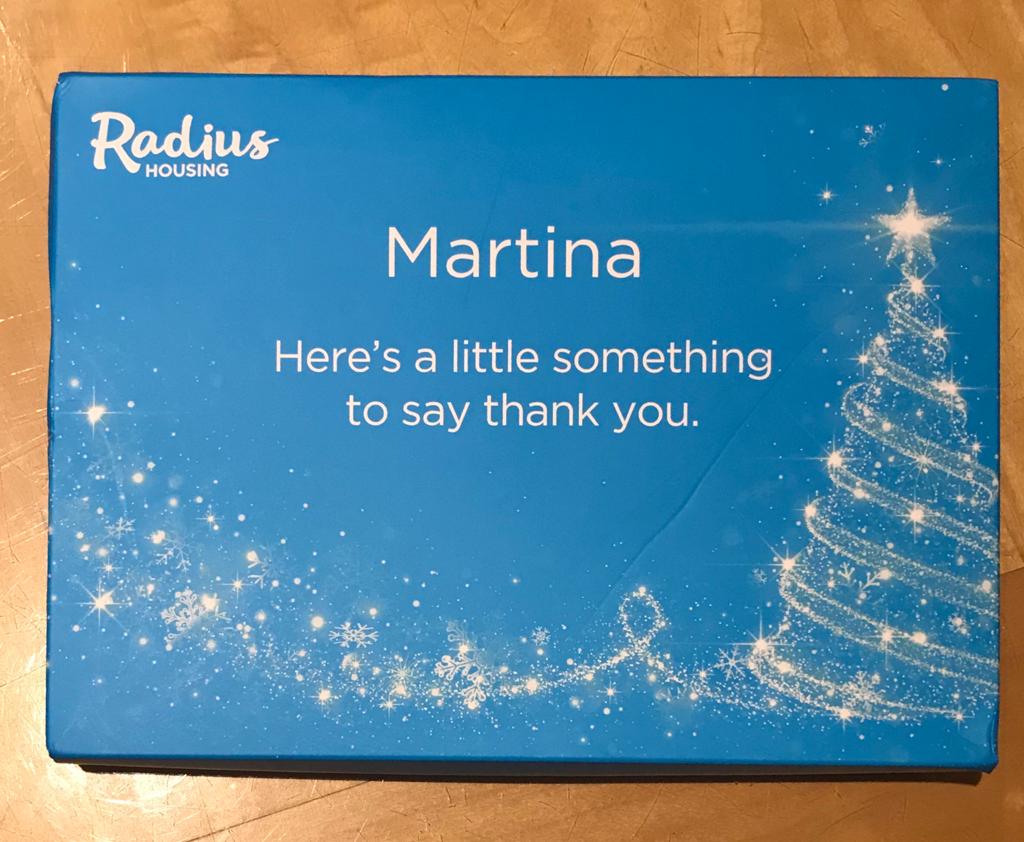 Radius
HOUSING
Martina
Here's a little something
to say thank you.